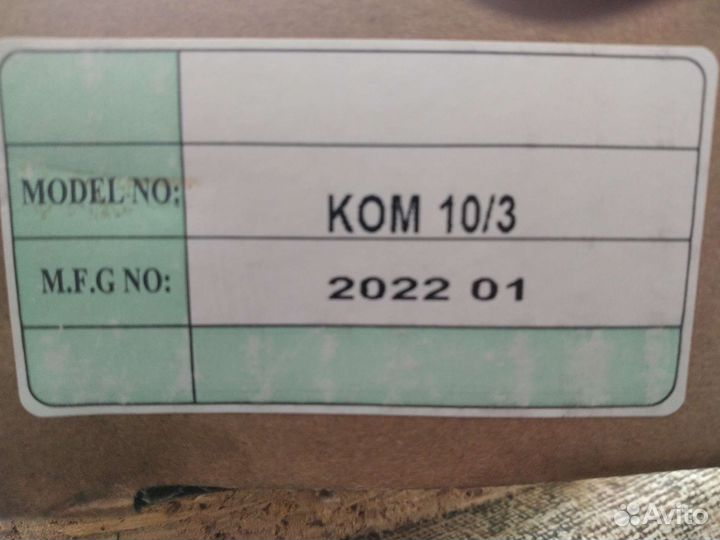 MODEL NO:
KOM 10/3
M.F.G NO:
2022 01
Avito